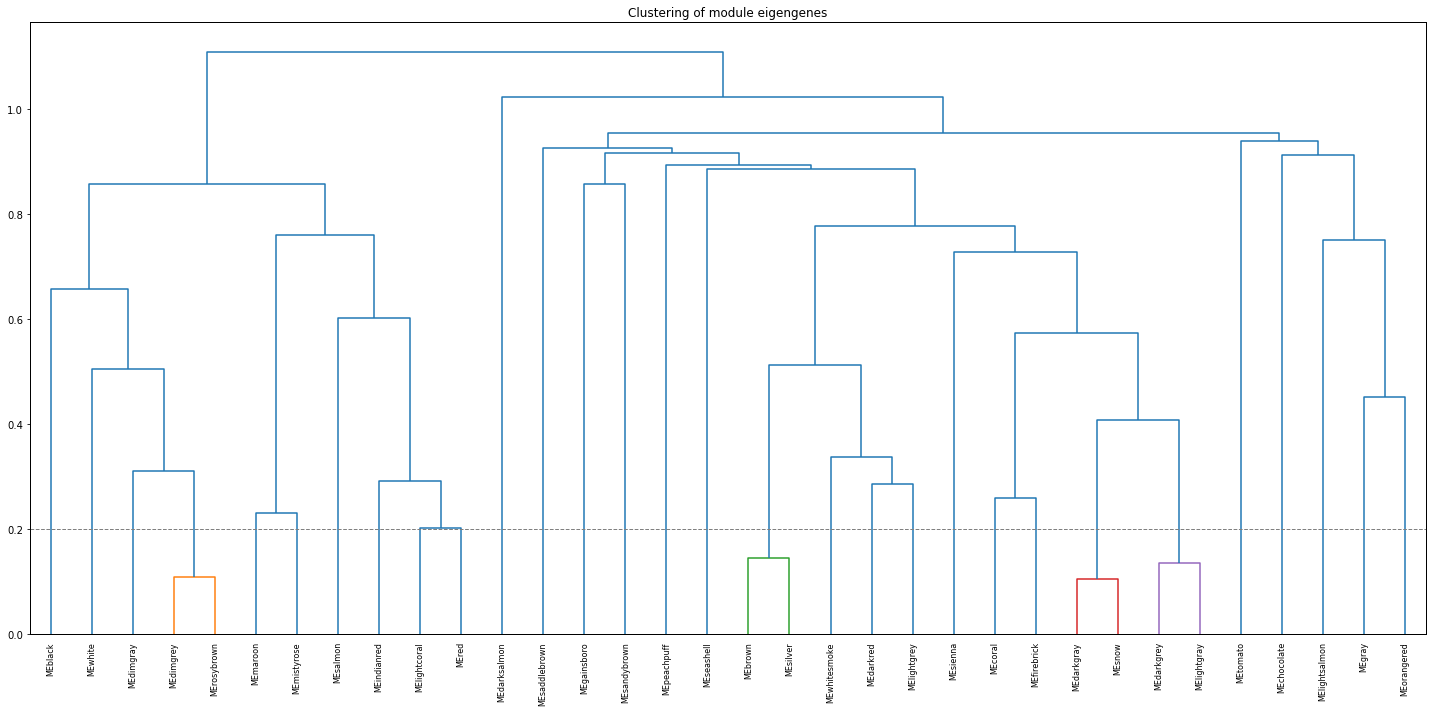 Clustering of module eigengenes
1.0
0.8
0.6
0.4
0.2
0.0
MEblack
MEwhite
MEdimgray
MEdimgrey
MErosybrown
MEmaroon
MEmistyrose
MEsalmon
MEindianred
MElightcoral
MEred
MEdarksalmon
MEsaddlebrown
MEgainsboro
MEsandybrown
MEpeachpuff
MEseashell
MEbrown
MEsilver
MEwhitesmoke
MEdarkred
MElightgrey
MEsienna
MEcoral
MEfirebrick
MEdarkgray
MEsnow
MEdarkgrey
MElightgray
MEtomato
MEchocolate
MElightsalmon
MEgray
MEorangered